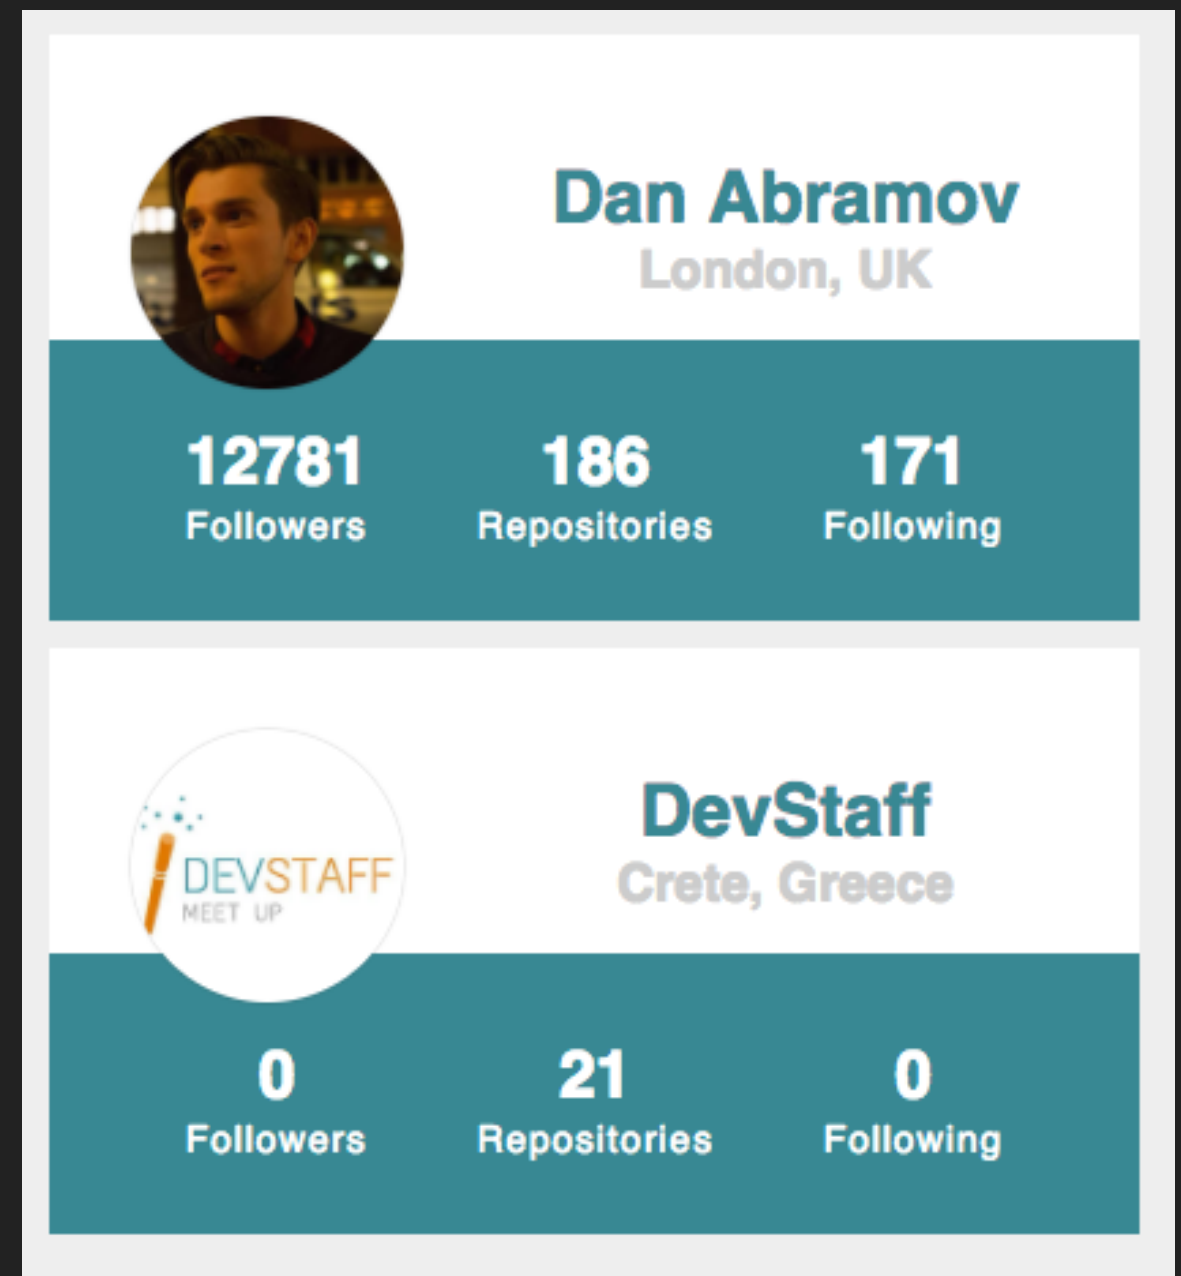 Dan Abramov
London, UK
12781 186 171
Followers Repositories Following
DEVSTAFF
MEET UP
DevStaff
Crete, Greece
0 21 0
Followers Repositories Following